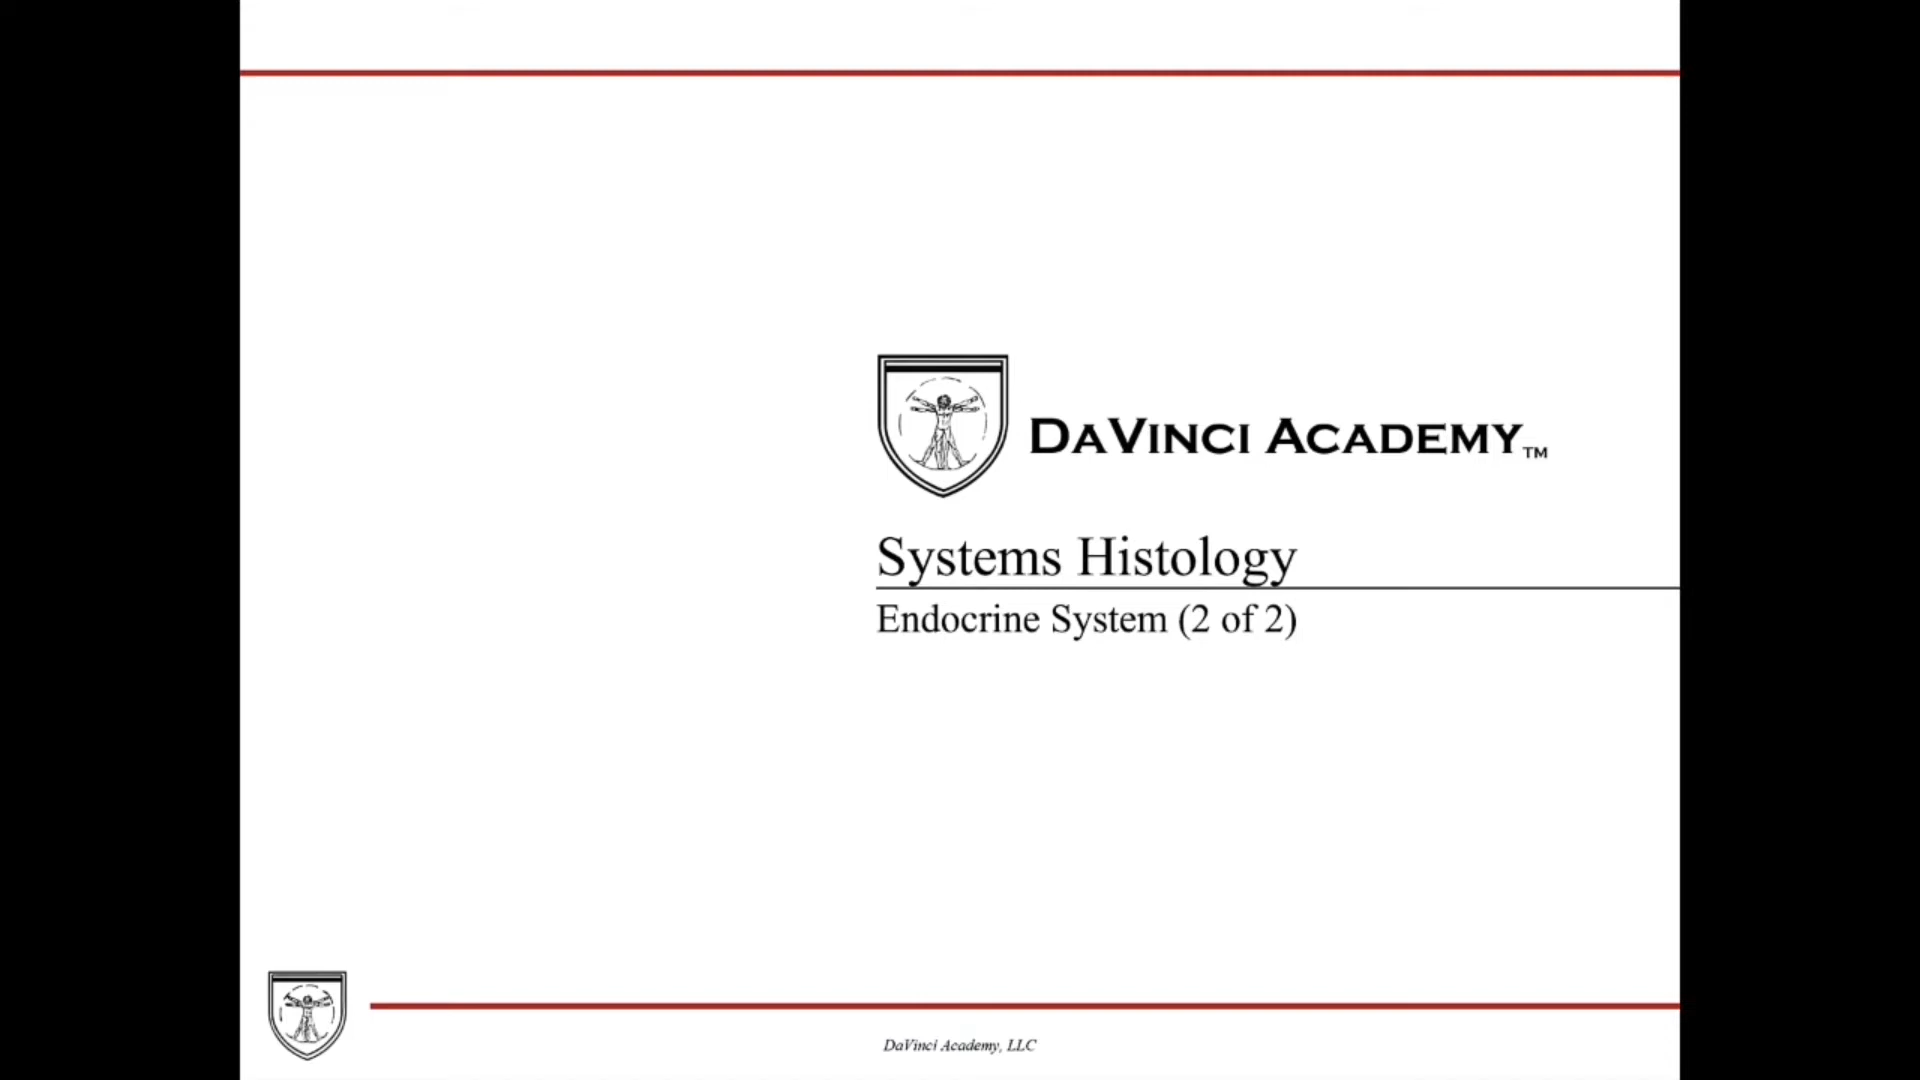 DAVINCI ACADEMY™
Systems Histology
Endocrine System (2 of 2)
DaVinci Academy, LLC